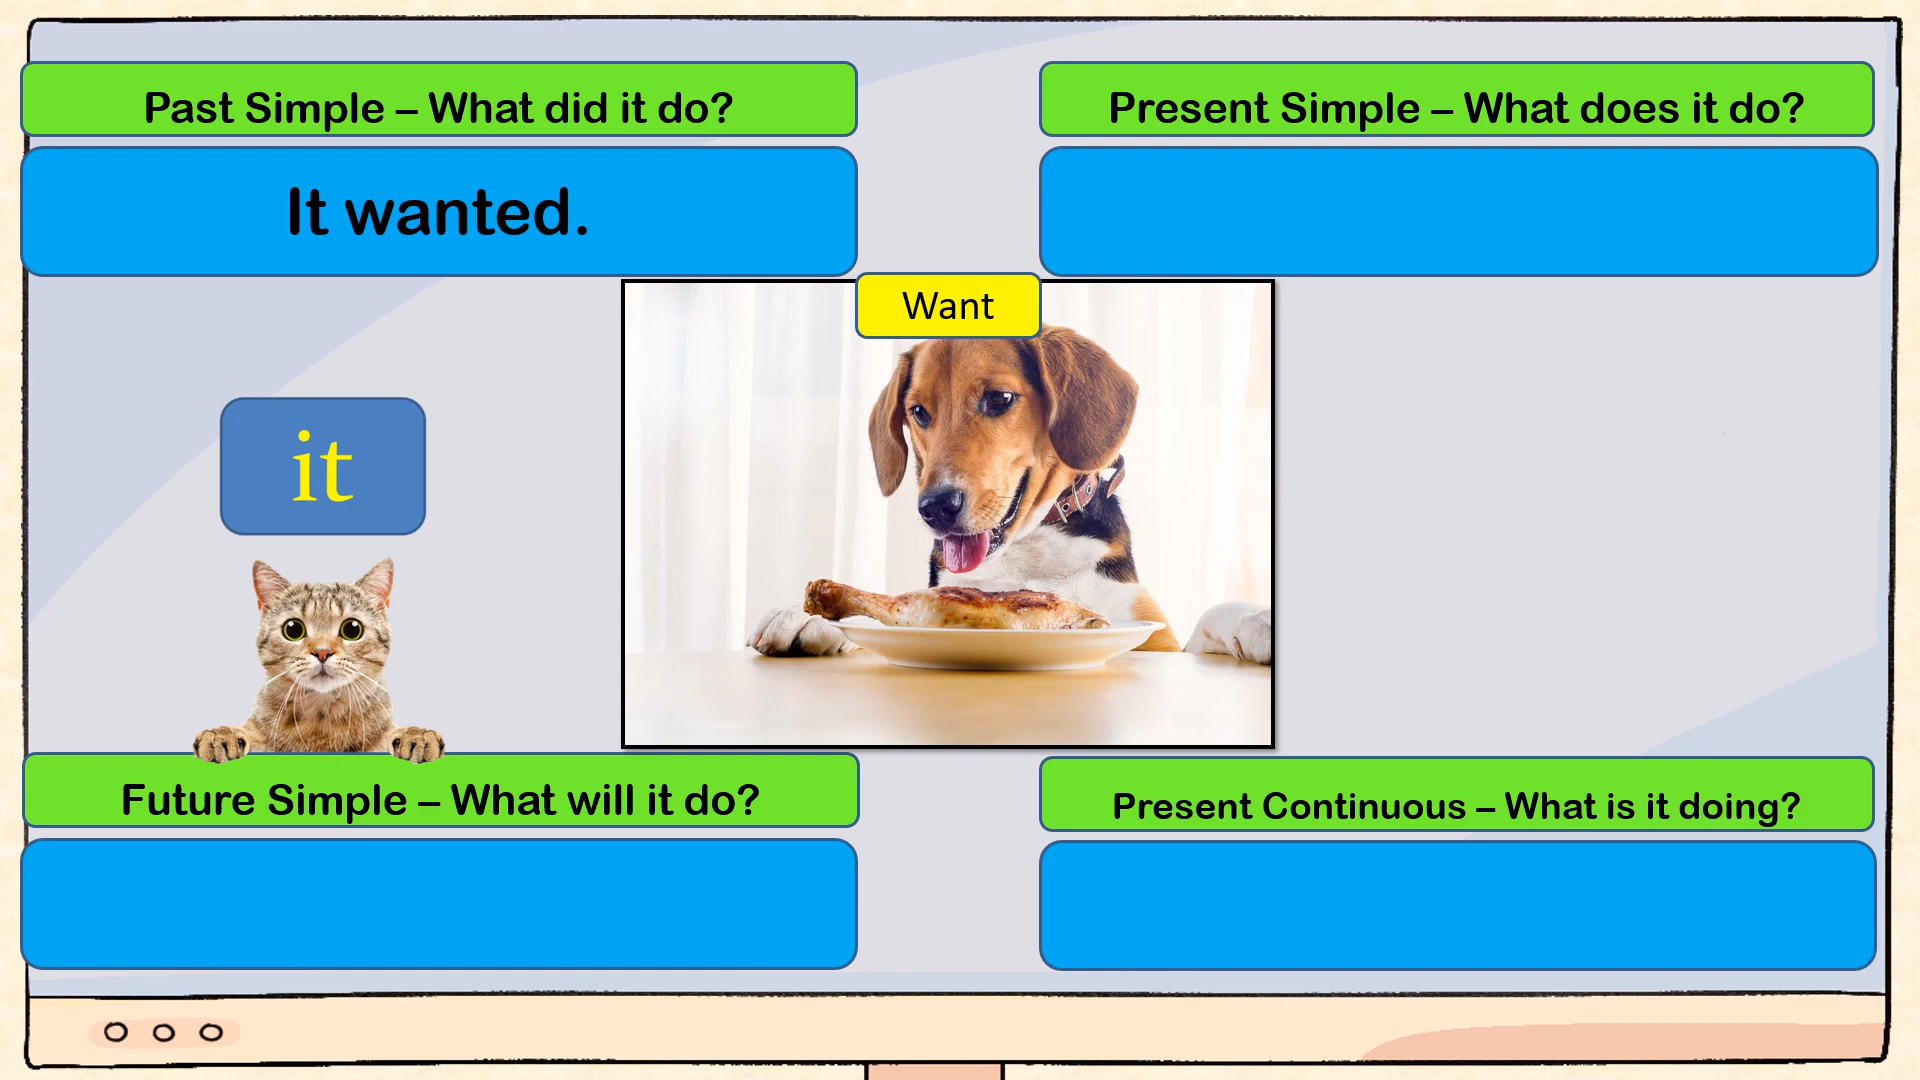 Past Simple – What did it do?
Present Simple – What does it do?
It wanted.
Want
it
Future Simple – What will it do?
Present Continuous – What is it doing?